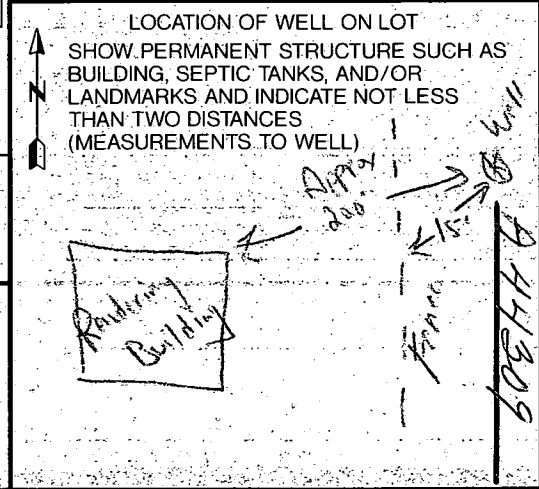 LOCATION OF WELL ON LOT
SHOW PERMANENT STRUCTURE SUCH AS
BUILDING, SEPTIC TANKS, AND/OR
LANDMARKS AND INDICATE NOT LESS
THAN TWO DISTANCES
(MEASUREMENTS TO WELL)
N
Well
Approx
200'
15'
Rendering
Building
Fence